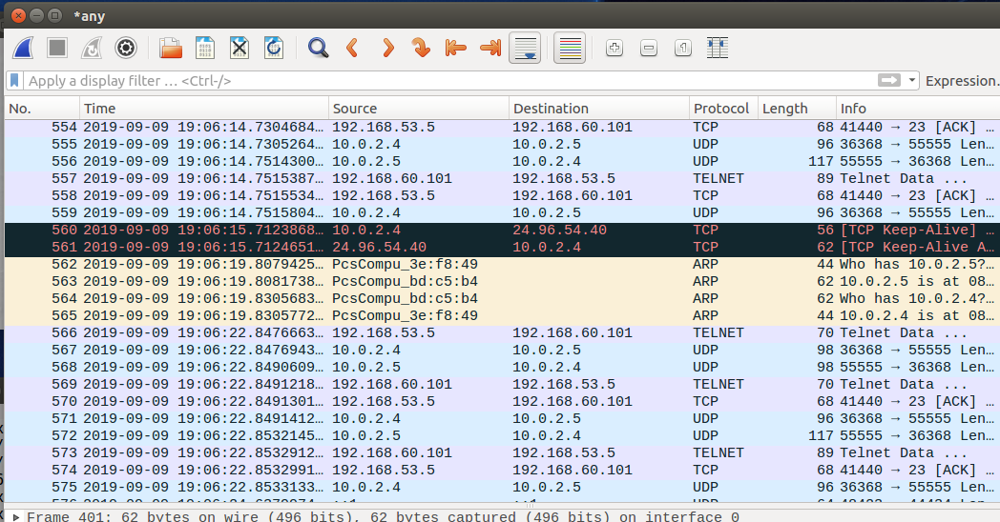 *any
Apply a display filter … <Ctrl-/>
Expression.
No. Time Source Destination Protocol Length Info
554 2019-09-09 19:06:14.7304684… 192.168.53.5 192.168.60.101 TCP 68 41440 → 23 [ACK] …
555 2019-09-09 19:06:14.7305264… 10.0.2.4 10.0.2.5 UDP 96 36368 → 55555 Len…
556 2019-09-09 19:06:14.7514300… 10.0.2.5 10.0.2.4 UDP 117 55555 → 36368 Len…
557 2019-09-09 19:06:14.7515387… 192.168.60.101 192.168.53.5 TELNET 89 Telnet Data ...
558 2019-09-09 19:06:14.7515534… 192.168.53.5 192.168.60.101 TCP 68 41440 → 23 [ACK] …
559 2019-09-09 19:06:14.7515804… 10.0.2.4 10.0.2.5 UDP 96 36368 → 55555 Len…
560 2019-09-09 19:06:15.7123868… 10.0.2.4 24.96.54.40 TCP 56 [TCP Keep-Alive] …
561 2019-09-09 19:06:15.7124651… 24.96.54.40 10.0.2.4 TCP 62 [TCP Keep-Alive A…
562 2019-09-09 19:06:19.8079425… PcsCompu_3e:f8:49 ARP 44 Who has 10.0.2.5?…
563 2019-09-09 19:06:19.8081738… PcsCompu_bd:c5:b4 ARP 62 10.0.2.5 is at 08…
564 2019-09-09 19:06:19.8305683… PcsCompu_bd:c5:b4 ARP 62 Who has 10.0.2.4?…
565 2019-09-09 19:06:19.8305772… PcsCompu_3e:f8:49 ARP 44 10.0.2.4 is at 08…
566 2019-09-09 19:06:22.8476663… 192.168.53.5 192.168.60.101 TELNET 70 Telnet Data ...
567 2019-09-09 19:06:22.8476943… 10.0.2.4 10.0.2.5 UDP 98 36368 → 55555 Len…
568 2019-09-09 19:06:22.8490609… 10.0.2.5 10.0.2.4 UDP 98 55555 → 36368 Len…
569 2019-09-09 19:06:22.8491218… 192.168.60.101 192.168.53.5 TELNET 70 Telnet Data ...
570 2019-09-09 19:06:22.8491301… 192.168.53.5 192.168.60.101 TCP 68 41440 → 23 [ACK] …
571 2019-09-09 19:06:22.8491412… 10.0.2.4 10.0.2.5 UDP 96 36368 → 55555 Len…
572 2019-09-09 19:06:22.8532145… 10.0.2.5 10.0.2.4 UDP 117 55555 → 36368 Len…
573 2019-09-09 19:06:22.8532912… 192.168.60.101 192.168.53.5 TELNET 89 Telnet Data ...
574 2019-09-09 19:06:22.8532991… 192.168.53.5 192.168.60.101 TCP 68 41440 → 23 [ACK] …
575 2019-09-09 19:06:22.8533133… 10.0.2.4 10.0.2.5 UDP 96 36368 → 55555 Len…
Frame 401: 62 bytes on wire (496 bits), 62 bytes captured (496 bits) on interface 0